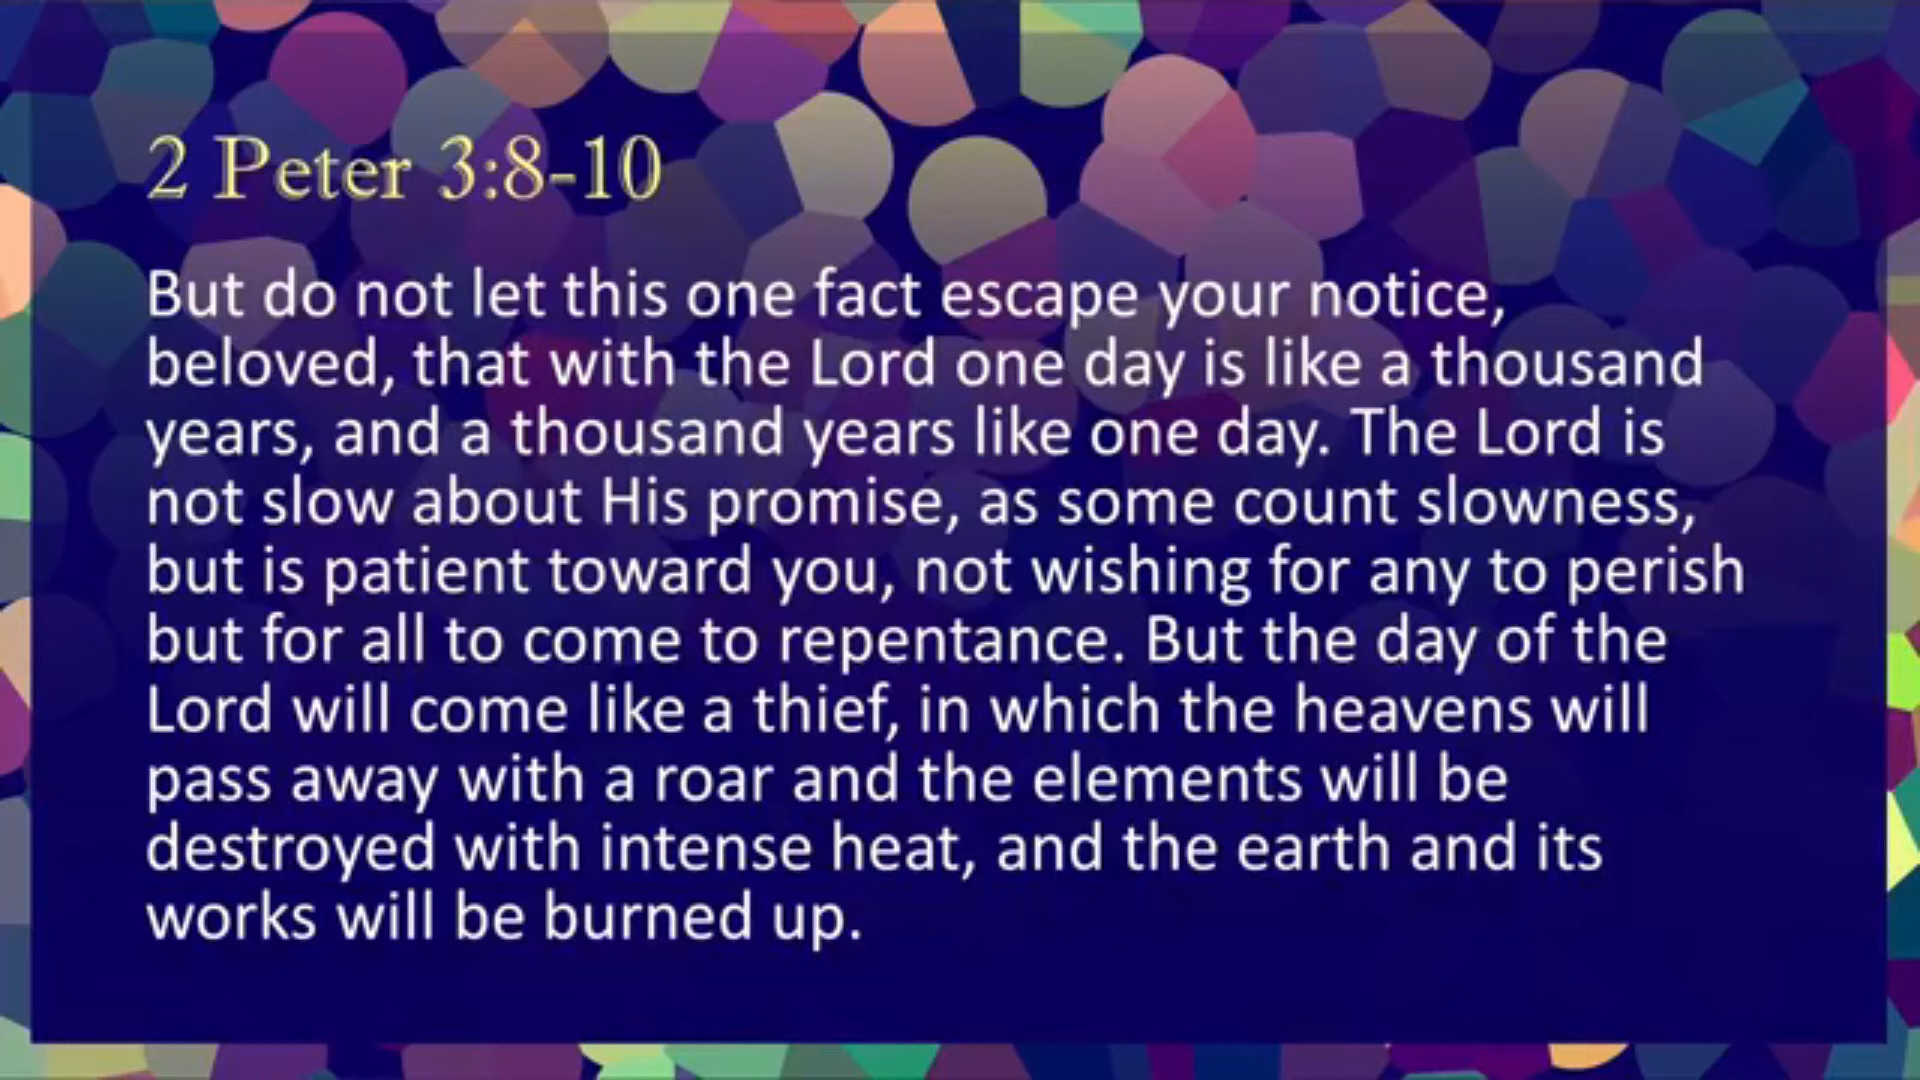 2 Peter 3:8-10
But do not let this one fact escape your notice,
beloved, that with the Lord one day is like a thousand
years, and a thousand years like one day. The Lord is
not slow about His promise, as some count slowness,
but is patient toward you, not wishing for any to perish
but for all to come to repentance. But the day of the
Lord will come like a thief, in which the heavens will
pass away with a roar and the elements will be
destroyed with intense heat, and the earth and its
works will be burned up.